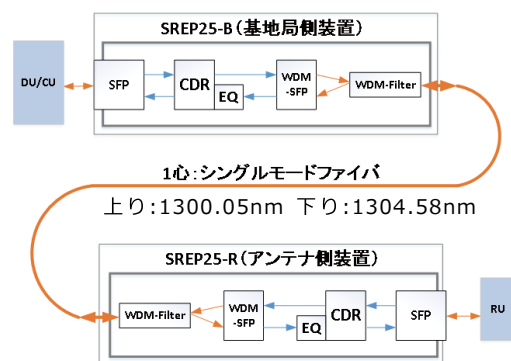 SREP25-B(基地局側装置)
DU/CU
SFP
CDR
EQ
WDM
-SFP
WDM-Filter
1心:シングルモードファイバ
上り:1300.05nm 下り:1304.58nm
SREP25-R(アンテナ側装置)
WDM-Filter
WDM
-SFP
EQ
CDR
SFP
RU